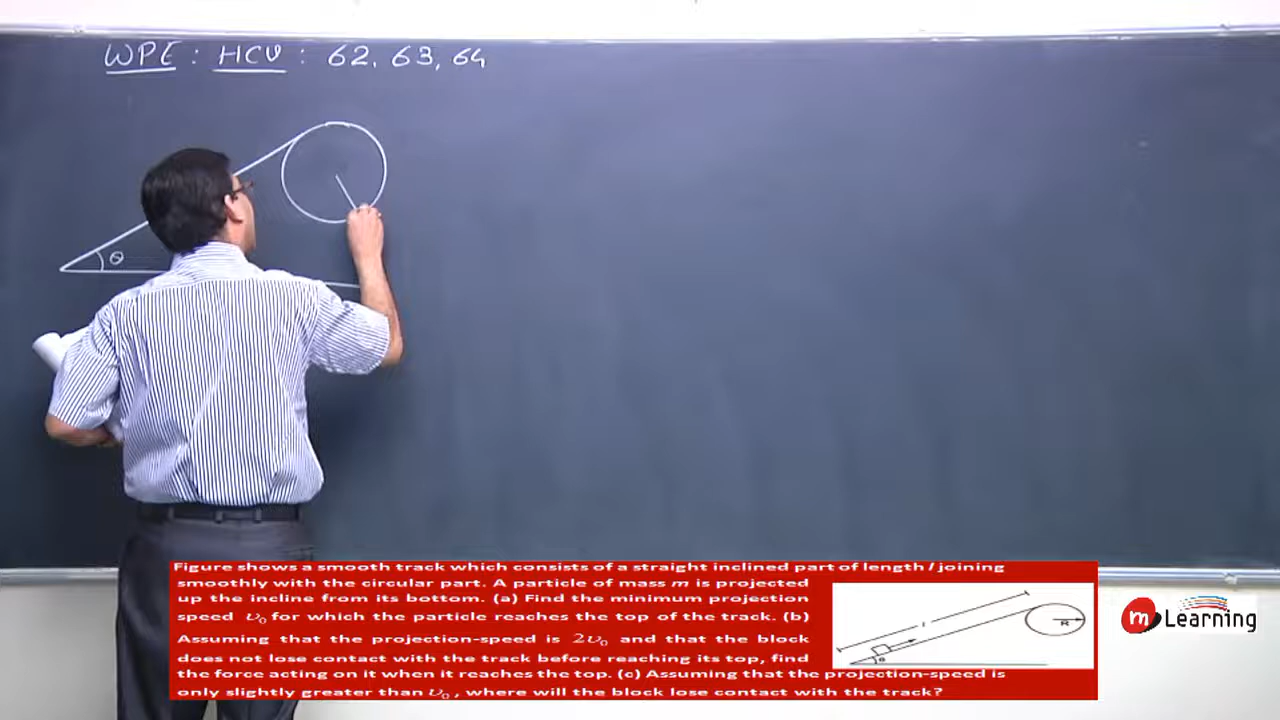 WPE : HCV : 62, 63, 64
θ
Figure shows a smooth track which consists of a straight inclined part of length l joining
smoothly with the circular part. A particle of mass m is projected
up the incline from its bottom. (a) Find the minimum projection
speed υ₀ for which the particle reaches the top of the track. (b)
Assuming that the projection-speed is 2υ₀ and that the block
does not lose contact with the track before reaching its top, find
the force acting on it when it reaches the top. (c) Assuming that the projection-speed is
only slightly greater than υ₀, where will the block lose contact with the track?
l
R
θ
m Learning